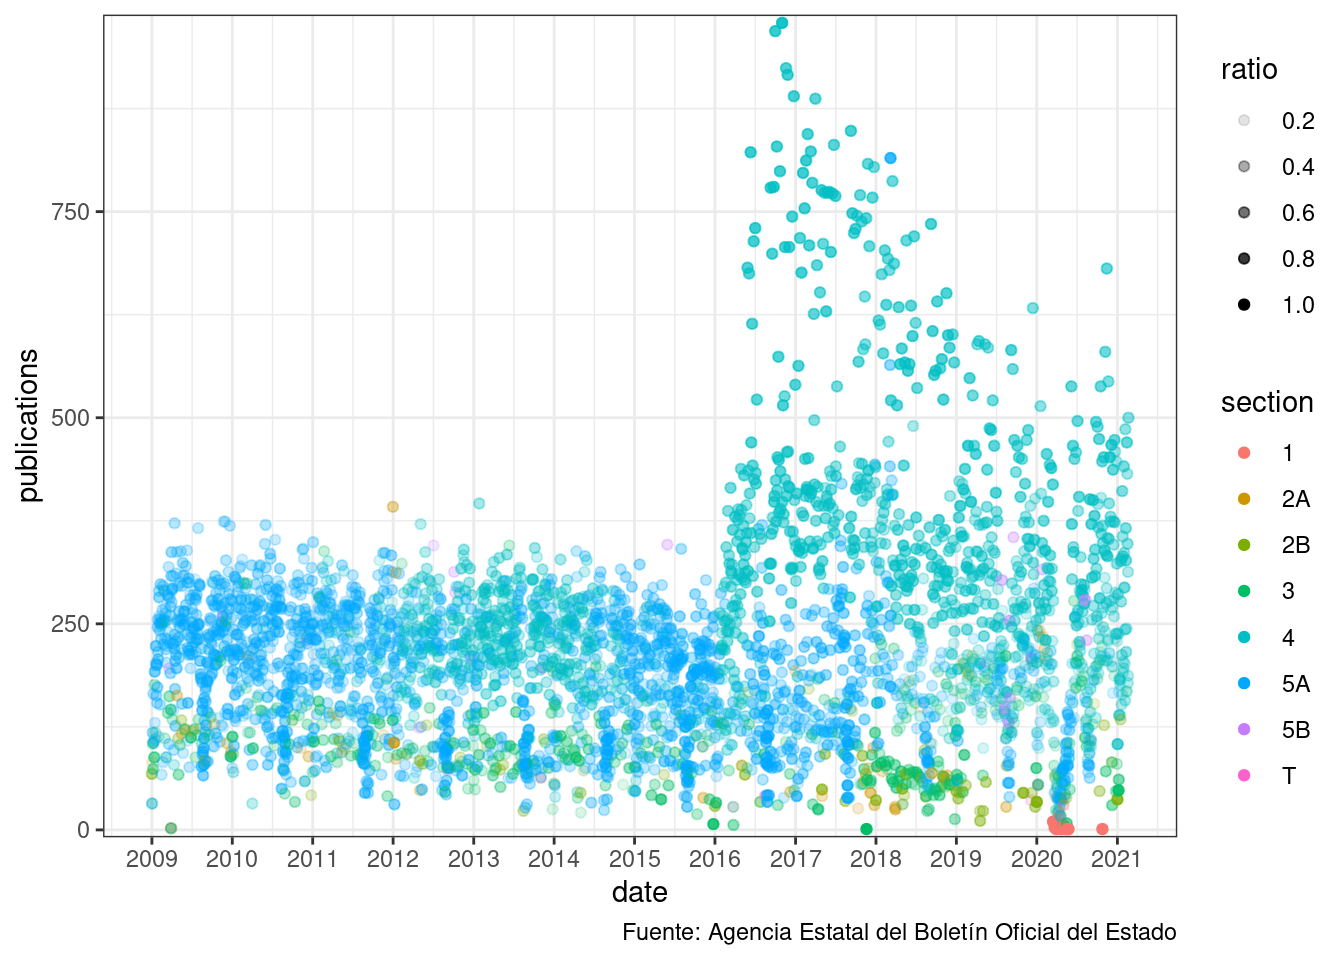 publications
750
500
250
0
2009 2010 2011 2012 2013 2014 2015 2016 2017 2018 2019 2020 2021
date
Fuente: Agencia Estatal del Boletín Oficial del Estado
ratio
0.2
0.4
0.6
0.8
1.0
section
1
2A
2B
3
4
5A
5B
T